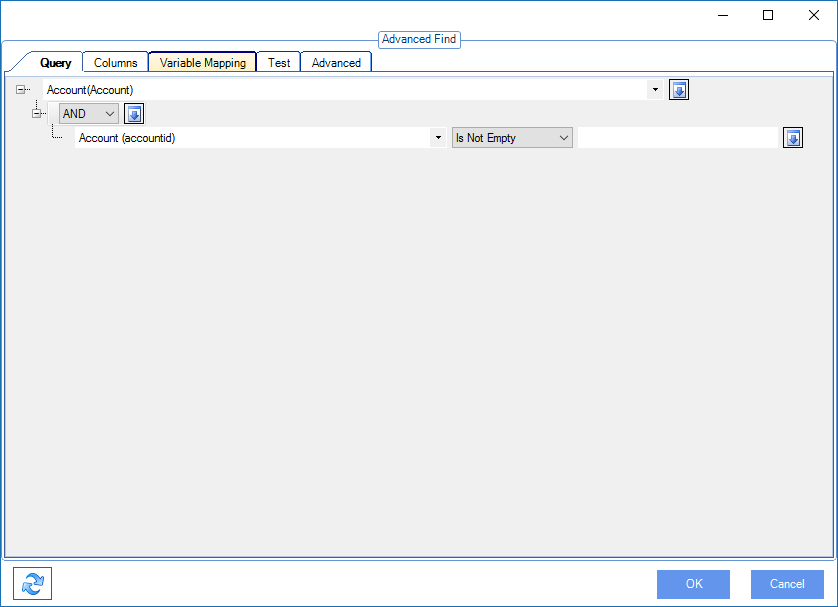 Advanced Find
Query Columns Variable Mapping Test Advanced
Account(Account)
AND
Account (accountid) Is Not Empty
OK Cancel